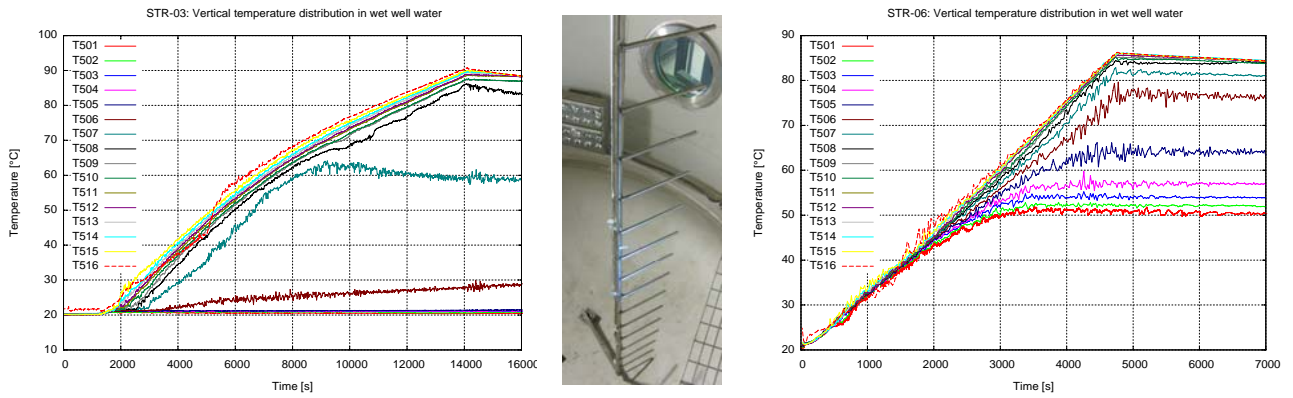 STR-03: Vertical temperature distribution in wet well water
100
90
80
70
60
50
40
30
20
10
0
2000
4000
6000
8000
10000
12000
14000
16000
Temperature [°C]
Time [s]
T501
T502
T503
T504
T505
T506
T507
T508
T509
T510
T511
T512
T513
T514
T515
T516
STR-06: Vertical temperature distribution in wet well water
90
80
70
60
50
40
30
20
0
1000
2000
3000
4000
5000
6000
7000
Temperature [°C]
Time [s]
T501
T502
T503
T504
T505
T506
T507
T508
T509
T510
T511
T512
T513
T514
T515
T516